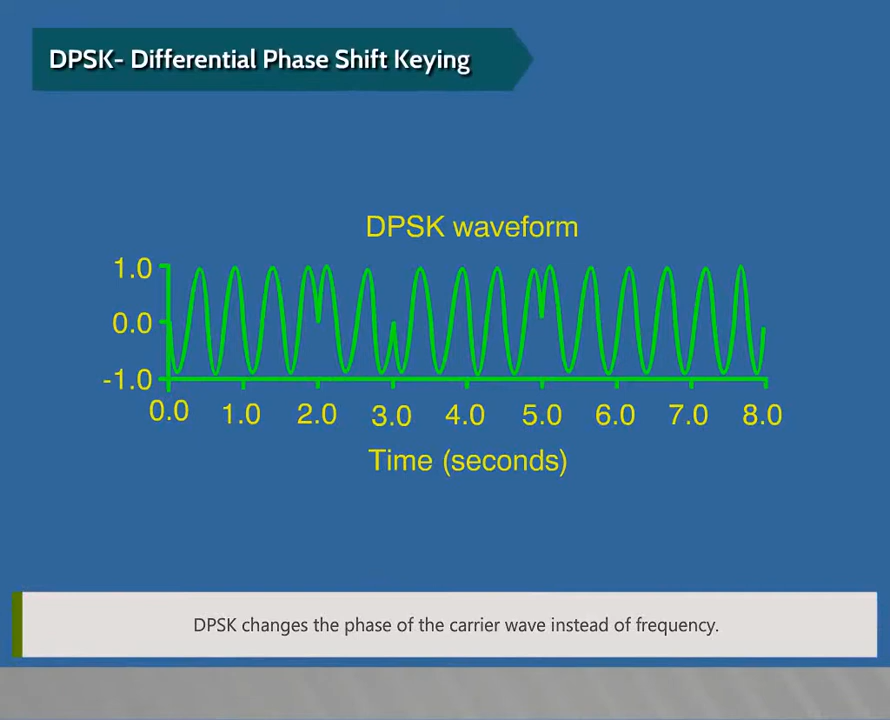 DPSK- Differential Phase Shift Keying
DPSK waveform
1.0
0.0
-1.0
0.0 1.0 2.0 3.0 4.0 5.0 6.0 7.0 8.0
Time (seconds)
DPSK changes the phase of the carrier wave instead of frequency.